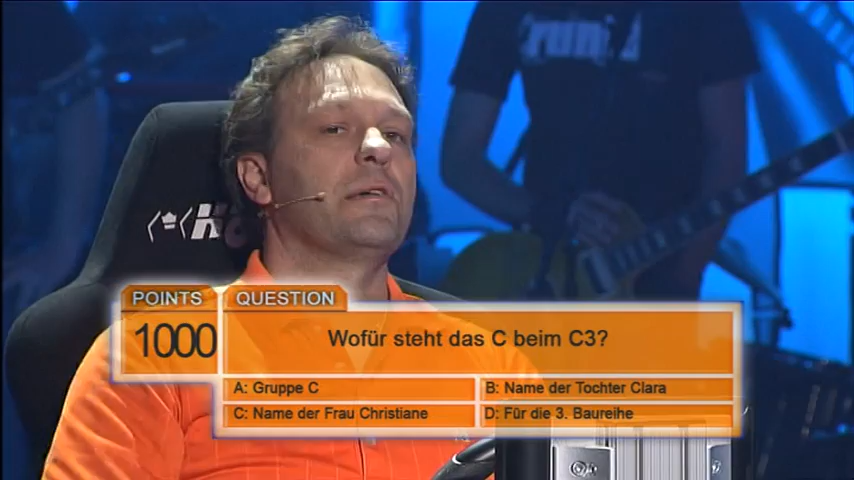 POINTS
QUESTION
1000
Wofür steht das C beim C3?
A: Gruppe C
B: Name der Tochter Clara
C: Name der Frau Christiane
D: Für die 3. Baureihe